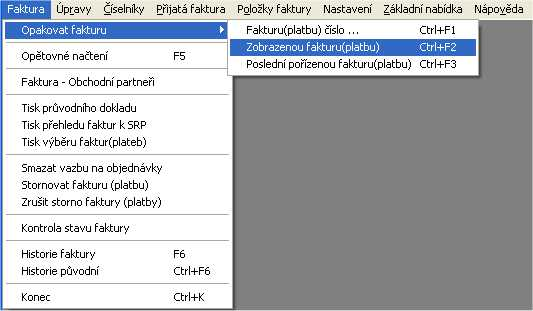 Faktura Úpravy Číselníky Přijatá faktura Položky faktury Nastavení Základní nabídka Nápověda
Opakovat fakturu
Fakturu(platbu) číslo ... Ctrl+F1
Zobrazenou fakturu(platbu) Ctrl+F2
Poslední pořízenou fakturu(platbu) Ctrl+F3
Opětovné načtení F5
Faktura - Obchodní partneři
Tisk průvodního dokladu
Tisk přehledu faktur k SRP
Tisk výběru faktur(plateb)
Smazat vazbu na objednávky
Stornovat fakturu (platbu)
Zrušit storno faktury (platby)
Kontrola stavu faktury
Historie faktury F6
Historie původní Ctrl+F6
Konec Ctrl+K